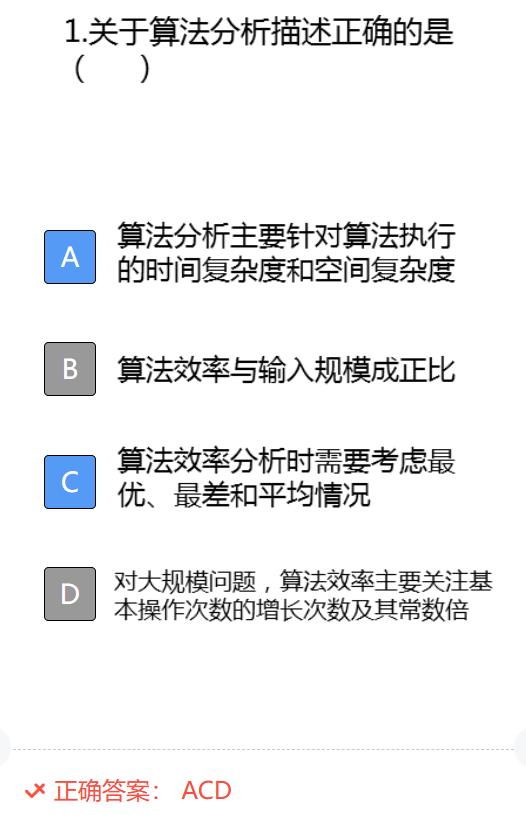 1.关于算法分析描述正确的是
（　　）
A
算法分析主要针对算法执行
的时间复杂度和空间复杂度
B
算法效率与输入规模成正比
C
算法效率分析时需要考虑最
优、最差和平均情况
D
对大规模问题，算法效率主要关注基
本操作次数的增长次数及其常数倍
正确答案： ACD